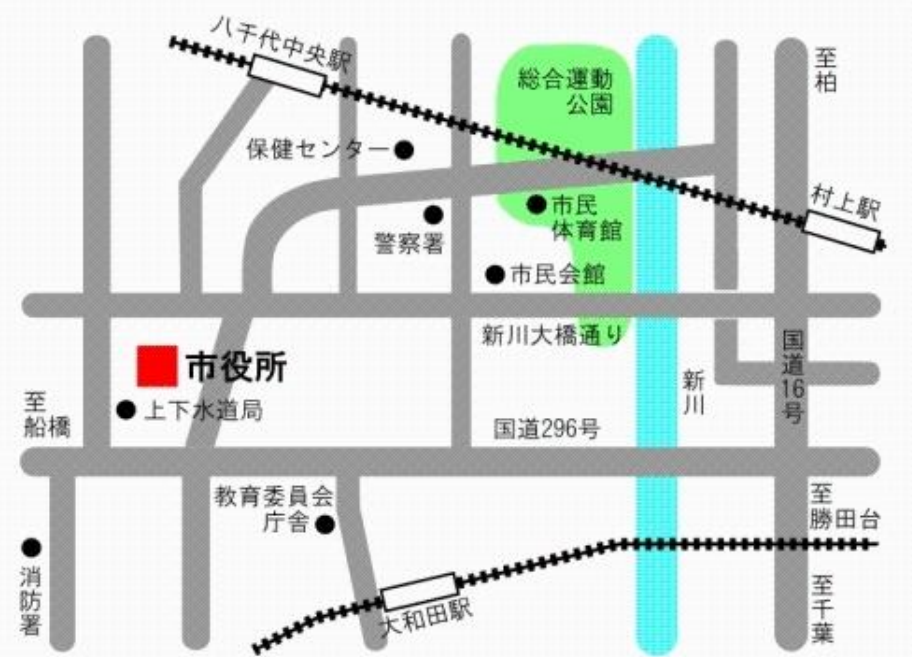 八千代中央駅
総合運動
公園
至柏
保健センター
村上駅
市民
体育館
警察署
市民会館
新川大橋通り
国道16号
市役所
新川
至
船橋
上下水道局
国道296号
教育委員会
庁舎
至
勝田台
消防署
至千葉
大和田駅